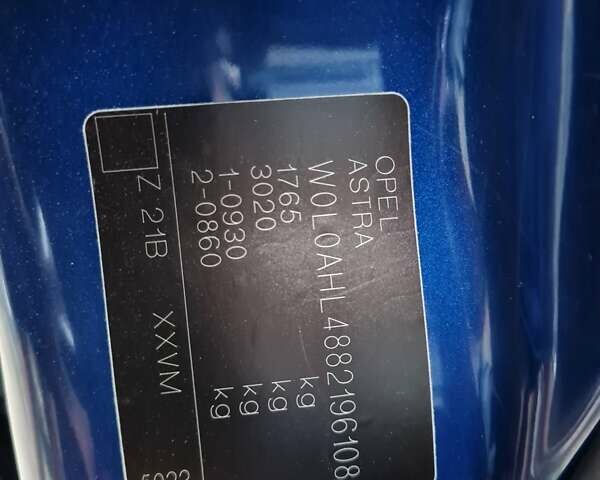 OPEL
ASTRA
W0L0AHL4882196108
1765 kg
3020 kg
1-0930 kg
2-0860 kg
Z 21B XXVM